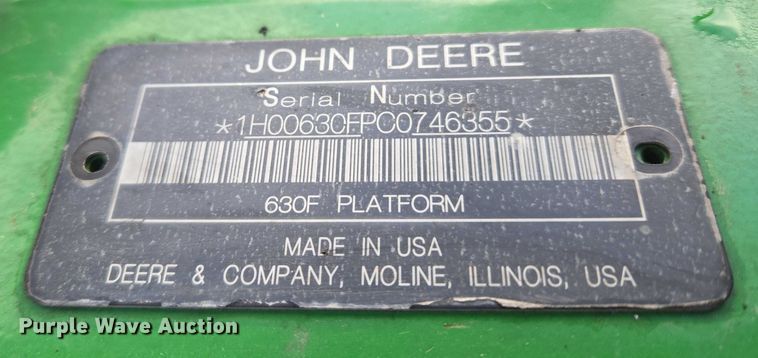 JOHN DEERE
Serial Number
*1H00630FPC0746355*
630F PLATFORM
MADE IN USA
DEERE & COMPANY, MOLINE, ILLINOIS, USA
Purple Wave Auction